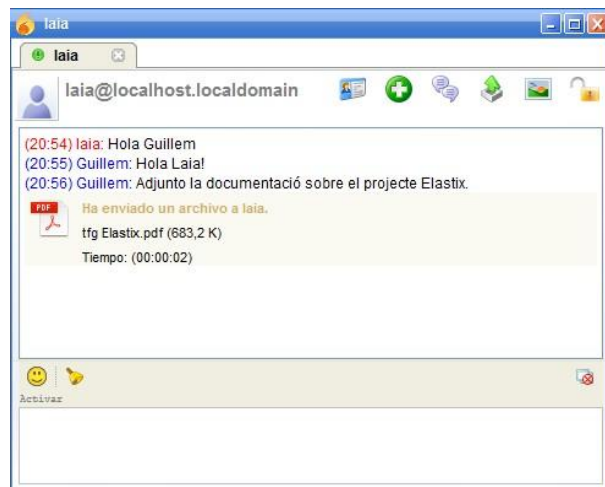 laia
laia
laia@localhost.localdomain
(20:54) laia: Hola Guillem
(20:55) Guillem: Hola Laia!
(20:56) Guillem: Adjunto la documentació sobre el projecte Elastix.
PDF
Ha enviado un archivo a laia.
tfg Elastix.pdf (683,2 K)
Tiempo: (00:00:02)
Activar